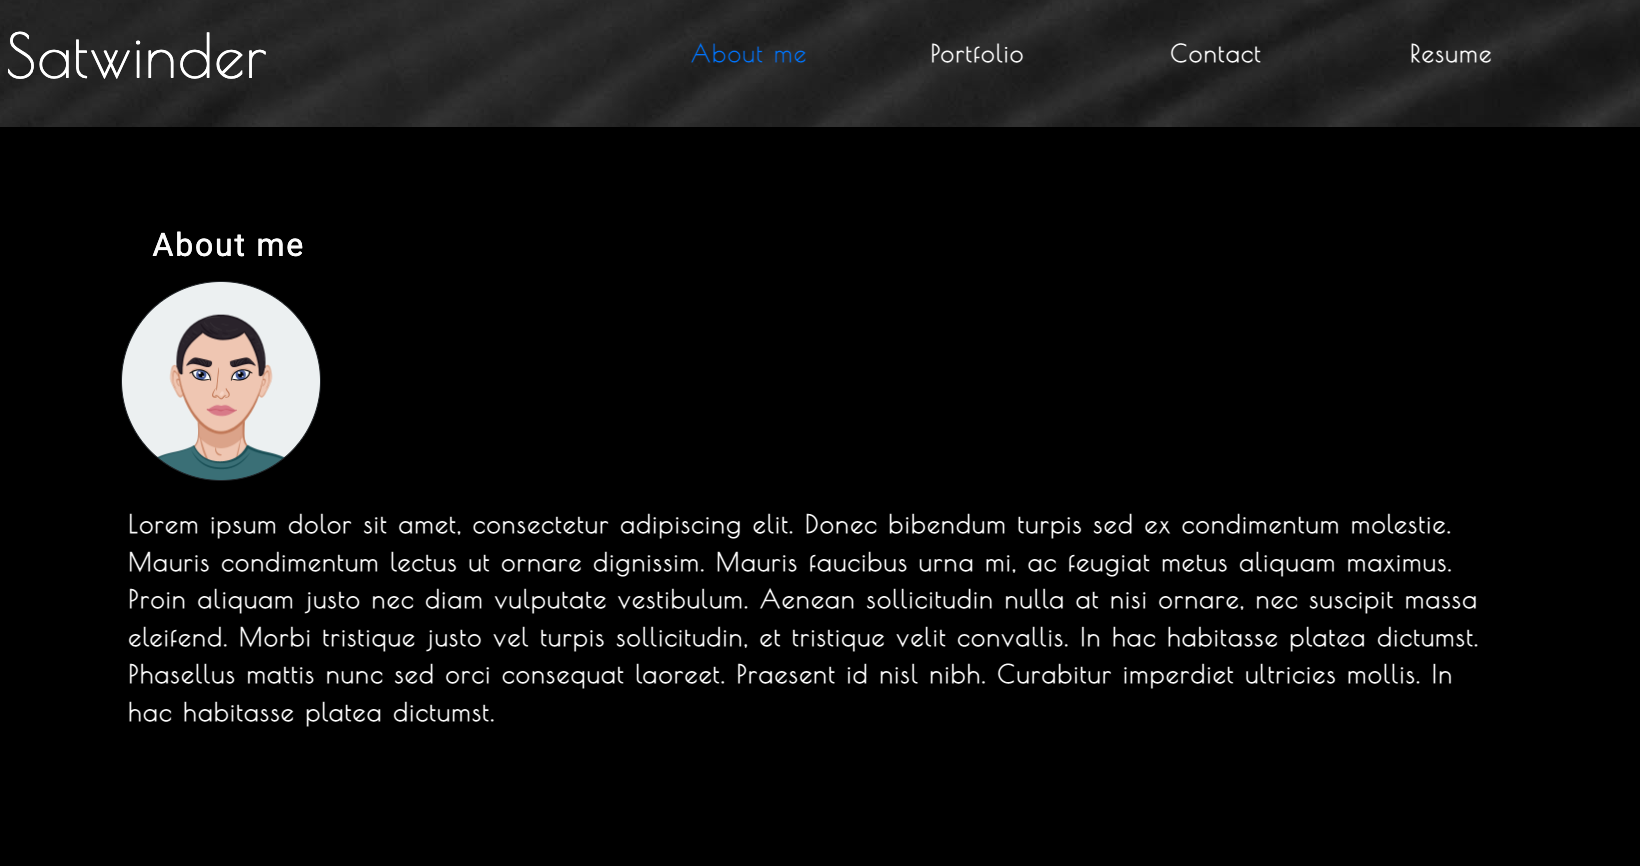 Satwinder
About me
Portfolio
Contact
Resume
About me
Lorem ipsum dolor sit amet, consectetur adipiscing elit. Donec bibendum turpis sed ex condimentum molestie.
Mauris condimentum lectus ut ornare dignissim. Mauris faucibus urna mi, ac feugiat metus aliquam maximus.
Proin aliquam justo nec diam vulputate vestibulum. Aenean sollicitudin nulla at nisi ornare, nec suscipit massa
eleifend. Morbi tristique justo vel turpis sollicitudin, et tristique velit convallis. In hac habitasse platea dictumst.
Phasellus mattis nunc sed orci consequat laoreet. Praesent id nisl nibh. Curabitur imperdiet ultricies mollis. In
hac habitasse platea dictumst.